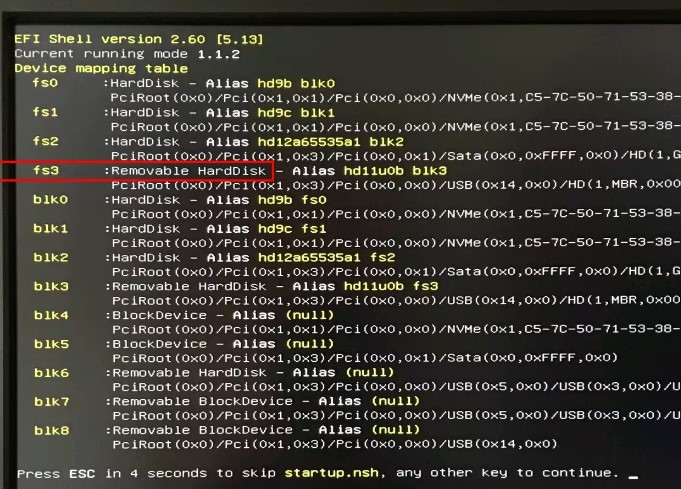 EFI Shell version 2.60 [5.13]
Current running mode 1.1.2
Device mapping table
fs0 :HardDisk - Alias hd9b blk0
PciRoot(0x0)/Pci(0x1,0x1)/Pci(0x0,0x0)/NVMe(0x1,C5-7C-50-71-53-38-
fs1 :HardDisk - Alias hd9c blk1
PciRoot(0x0)/Pci(0x1,0x1)/Pci(0x0,0x0)/NVMe(0x1,C5-7C-50-71-53-38-
fs2 :HardDisk - Alias hd12a65535a1 blk2
PciRoot(0x0)/Pci(0x1,0x3)/Pci(0x0,0x1)/Sata(0x0,0xFFFF,0x0)/HD(1,G
fs3 :Removable HardDisk - Alias hd11u0b blk3
PciRoot(0x0)/Pci(0x1,0x3)/Pci(0x0,0x0)/USB(0x14,0x0)/HD(1,MBR,0x00
blk0 :HardDisk - Alias hd9b fs0
PciRoot(0x0)/Pci(0x1,0x1)/Pci(0x0,0x0)/NVMe(0x1,C5-7C-50-71-53-38-
blk1 :HardDisk - Alias hd9c fs1
PciRoot(0x0)/Pci(0x1,0x1)/Pci(0x0,0x0)/NVMe(0x1,C5-7C-50-71-53-38-
blk2 :HardDisk - Alias hd12a65535a1 fs2
PciRoot(0x0)/Pci(0x1,0x3)/Pci(0x0,0x1)/Sata(0x0,0xFFFF,0x0)/HD(1,G
blk3 :Removable HardDisk - Alias hd11u0b fs3
PciRoot(0x0)/Pci(0x1,0x3)/Pci(0x0,0x0)/USB(0x14,0x0)/HD(1,MBR,0x00
blk4 :BlockDevice - Alias (null)
PciRoot(0x0)/Pci(0x1,0x1)/Pci(0x0,0x0)/NVMe(0x1,C5-7C-50-71-53-38-
blk5 :BlockDevice - Alias (null)
PciRoot(0x0)/Pci(0x1,0x3)/Pci(0x0,0x1)/Sata(0x0,0xFFFF,0x0)
blk6 :Removable HardDisk - Alias (null)
PciRoot(0x0)/Pci(0x1,0x3)/Pci(0x0,0x0)/USB(0x5,0x0)/USB(0x3,0x0)/U
blk7 :Removable BlockDevice - Alias (null)
PciRoot(0x0)/Pci(0x1,0x3)/Pci(0x0,0x0)/USB(0x5,0x0)/USB(0x3,0x0)/U
blk8 :Removable BlockDevice - Alias (null)
PciRoot(0x0)/Pci(0x1,0x3)/Pci(0x0,0x0)/USB(0x14,0x0)
Press ESC in 4 seconds to skip startup.nsh, any other key to continue. _